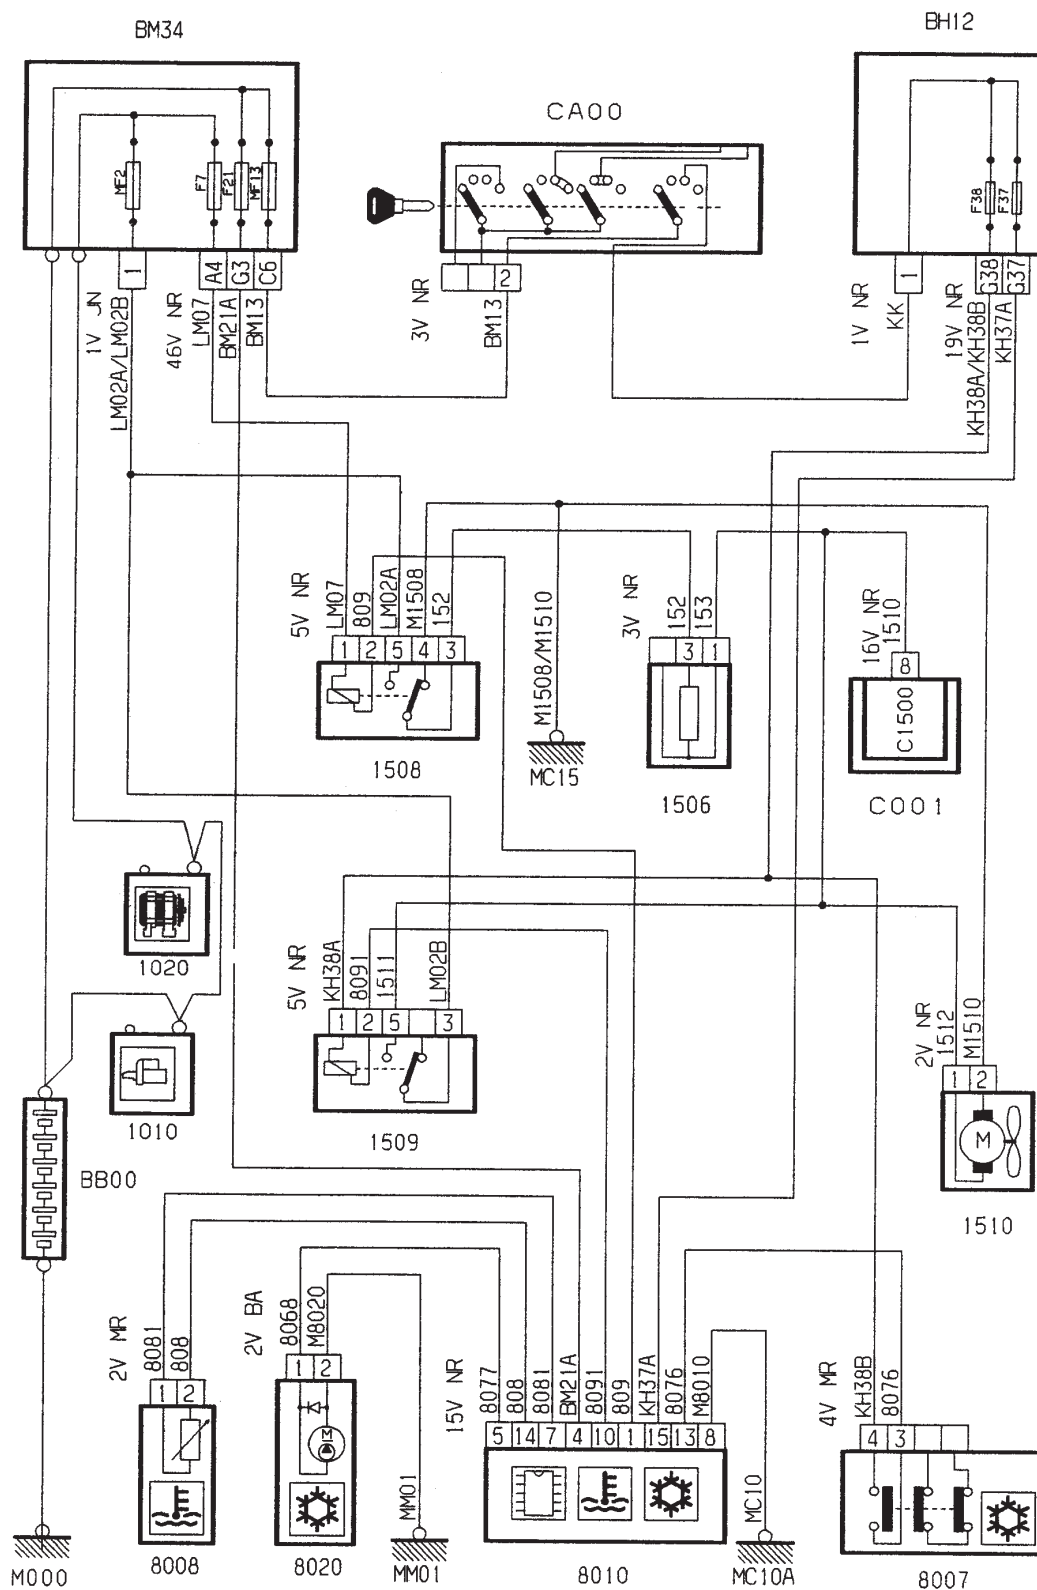 BM34
BH12
CA00
MF2
F7
F21
MF13
F38
F37
1
A4
G3
C6
2
1
G38
G37
1V JN
LM02A/LM02B
46V NR
LM07
BM21A
BM13
3V NR
BM13
1V NR
KK
19V NR
KH38A/KH38B
KH37A
5V NR
LM07
809
LM02A
M1508
152
M1508/M1510
3V NR
152
153
16V NR
1510
1
2
5
4
3
3
1
8
C1500
1508
MC15
1506
C001
1020
5V NR
KH38A
8091
1511
LM02B
1
2
5
3
2V NR
1512
M1510
1
2
M
1010
1509
BB00
1510
2V MR
8081
808
2V BA
8068
M8020
15V NR
8077
808
8081
BM21A
8091
809
KH37A
8076
M8010
4V MR
KH38B
8076
1
2
1
2
5
14
7
4
10
1
15
13
8
4
3
M
MM01
MC10
M000
8008
8020
MM01
8010
MC10A
8007